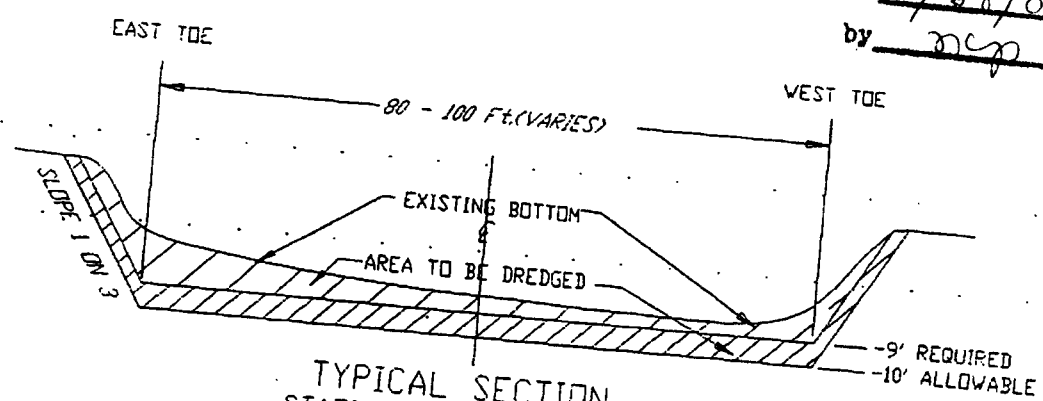 by
EAST TOE
WEST TOE
80 - 100 Ft.(VARIES)
SLOPE 1 ON 3
EXISTING BOTTOM
AREA TO BE DREDGED
-9' REQUIRED
-10' ALLOWABLE
TYPICAL SECTION